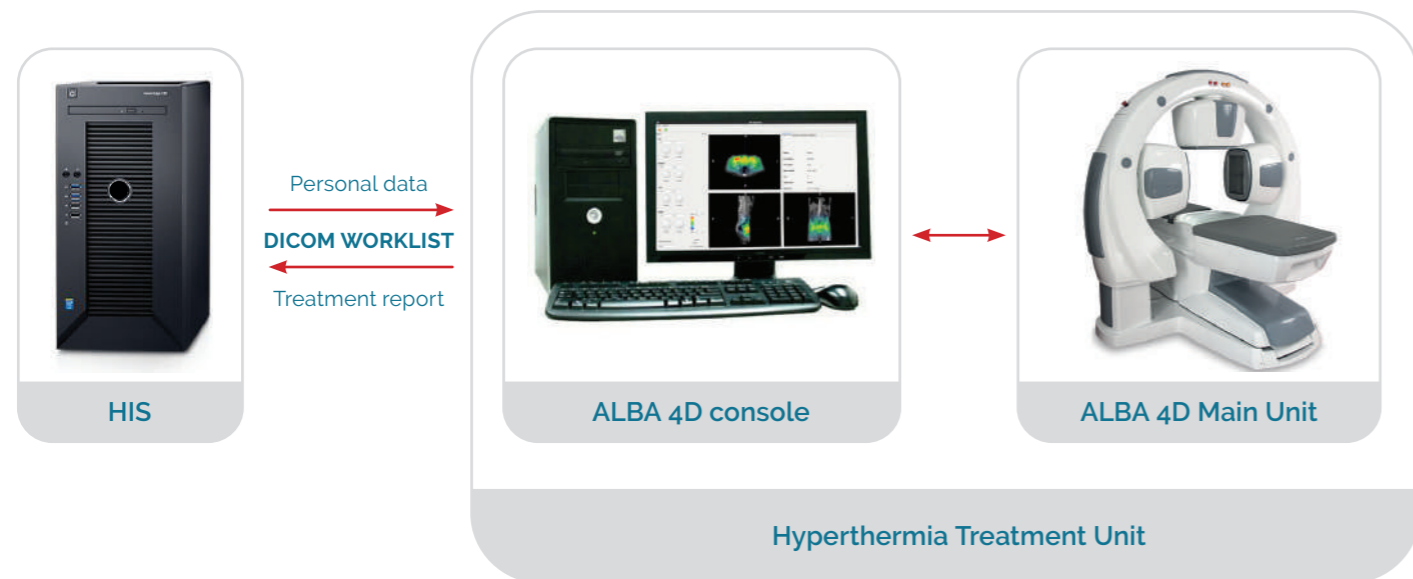 Personal data
DICOM WORKLIST
Treatment report
HIS
ALBA 4D console
ALBA 4D Main Unit
Hyperthermia Treatment Unit